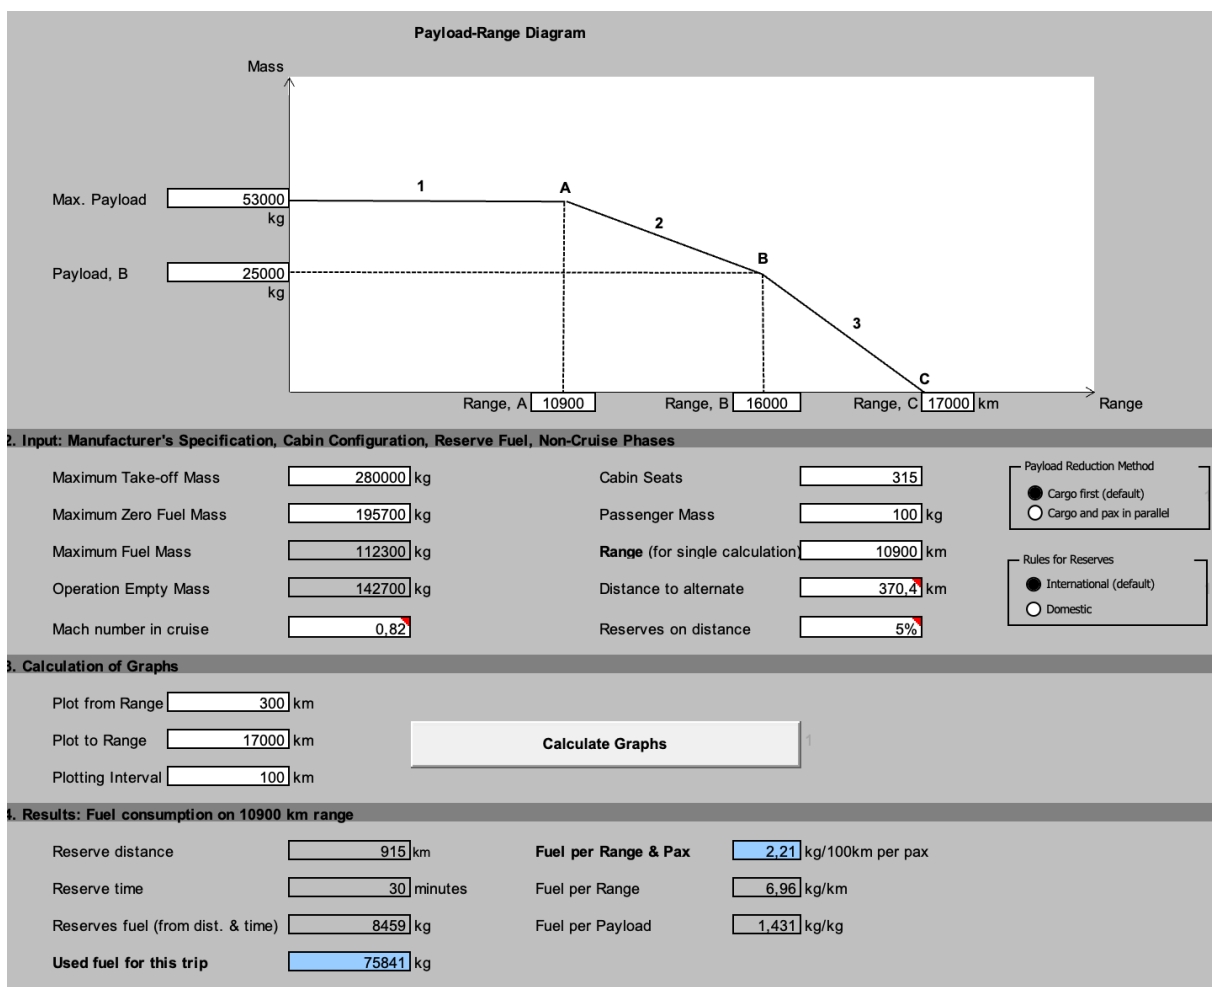 Payload-Range Diagram
Mass
1
A
Max. Payload 53000
kg
2
B
Payload, B 25000
kg
3
C
Range, A 10900 Range, B 16000 Range, C 17000 km Range
2. Input: Manufacturer's Specification, Cabin Configuration, Reserve Fuel, Non-Cruise Phases
Maximum Take-off Mass 280000 kg Cabin Seats 315
Payload Reduction Method
Cargo first (default)
Cargo and pax in parallel
Maximum Zero Fuel Mass 195700 kg Passenger Mass 100 kg
Maximum Fuel Mass 112300 kg Range (for single calculation) 10900 km
Rules for Reserves
International (default)
Domestic
Operation Empty Mass 142700 kg Distance to alternate 370,4 km
Mach number in cruise 0,82 Reserves on distance 5%
3. Calculation of Graphs
Plot from Range 300 km
Plot to Range 17000 km
Calculate Graphs 1
Plotting Interval 100 km
4. Results: Fuel consumption on 10900 km range
Reserve distance 915 km Fuel per Range & Pax 2,21 kg/100km per pax
Reserve time 30 minutes Fuel per Range 6,96 kg/km
Reserves fuel (from dist. & time) 8459 kg Fuel per Payload 1,431 kg/kg
Used fuel for this trip 75841 kg